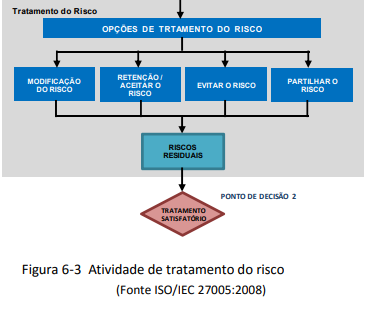 Tratamento do Risco
OPÇÕES DE TRTAMENTO DO RISCO
MODIFICAÇÃO
DO RISCO
RETENÇÃO /
ACEITAR O
RISCO
EVITAR O RISCO
PARTILHAR O
RISCO
RISCOS
RESIDUAIS
PONTO DE DECISÃO 2
TRATAMENTO
SATISFATÓRIO
Figura 6-3 Atividade de tratamento do risco
(Fonte ISO/IEC 27005:2008)